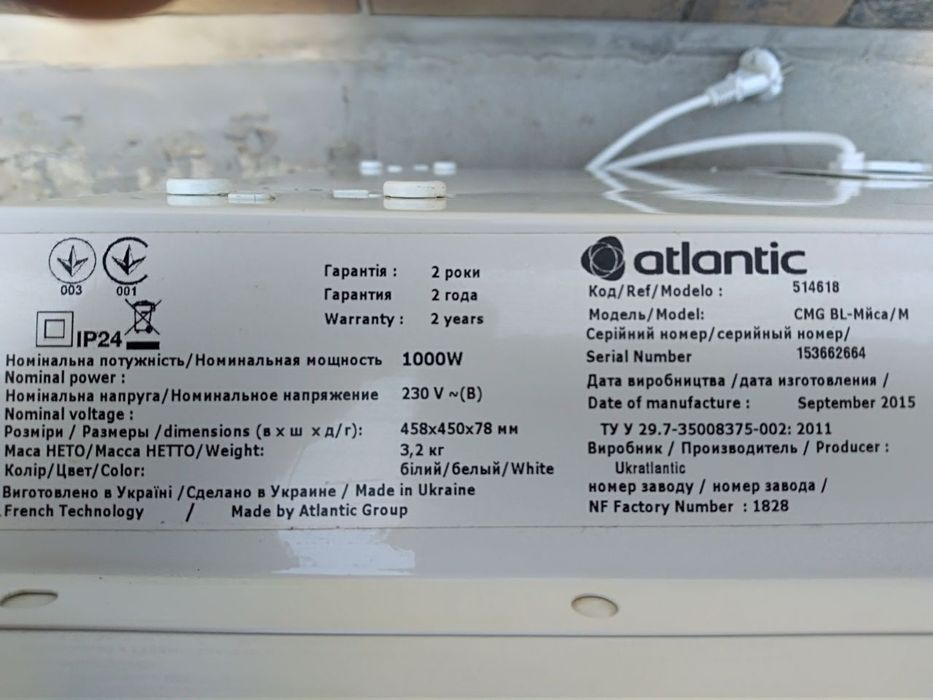 003 001
IP24
Гарантія : 2 роки
Гарантия 2 года
Warranty : 2 years
Номінальна потужність/Номинальная мощность 1000W
Nominal power :
Номінальна напруга/Номинальное напряжение 230 V ~(В)
Nominal voltage :
Розміри / Размеры /dimensions (в х ш х д/г): 458x450x78 мм
Маса НЕТО/Масса НЕТТО/Weight: 3,2 кг
Колір/Цвет/Color: білий/белый/White
Виготовлено в Україні /Сделано в Украине / Made in Ukraine
French Technology / Made by Atlantic Group
atlantic
Код/Ref/Modelo : 514618
Модель/Model: CMG BL-Мйса/М
Серійний номер/серийный номер/
Serial Number 153662664
Дата виробництва /дата изготовления /
Date of manufacture : September 2015
ТУ У 29.7-35008375-002: 2011
Виробник / Производитель / Producer :
Ukratlantic
номер заводу / номер завода /
NF Factory Number : 1828